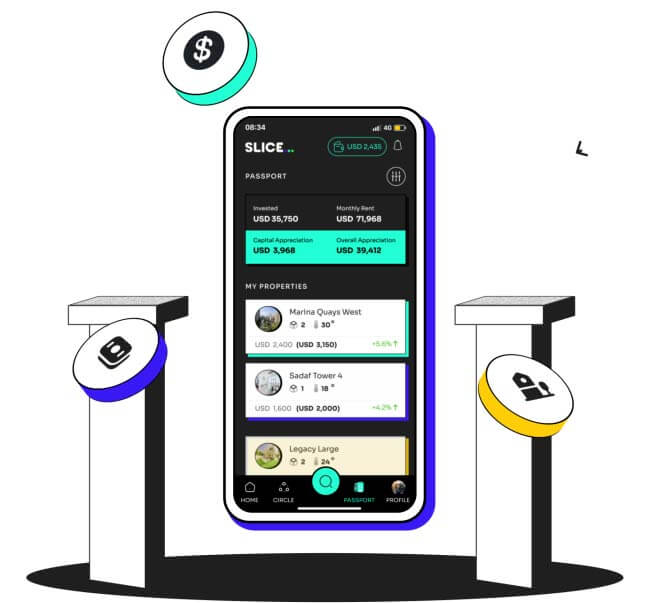 08:34 4G
SLICE USD 2,435
PASSPORT
Invested Monthly Rent
USD 35,750 USD 71,968
Capital Appreciation Overall Appreciation
USD 3,968 USD 39,412
MY PROPERTIES
Marina Quays West
2 30°
USD 2,400 (USD 3,150) +5.6% ↑
Sadaf Tower 4
1 18°
USD 1,600 (USD 2,000) +4.2% ↑
Legacy Large
2 24°
HOME CIRCLE PASSPORT PROFILE